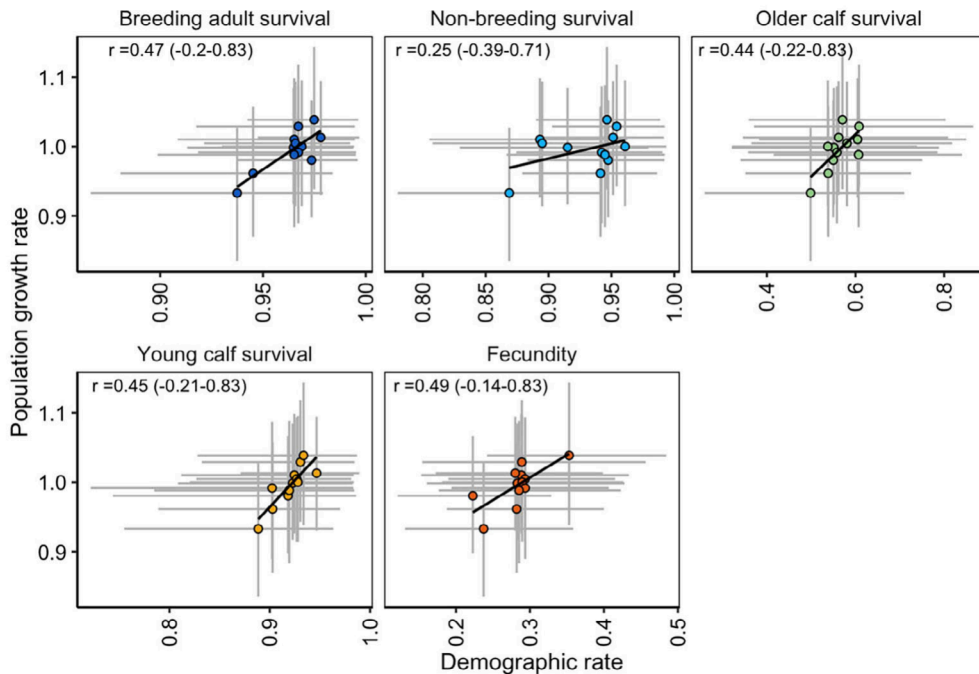 Breeding adult survival
Non-breeding survival
Older calf survival
r =0.47 (-0.2-0.83)
r =0.25 (-0.39-0.71)
r =0.44 (-0.22-0.83)
1.1
1.0
0.9
0.90
0.95
1.00
0.80
0.85
0.90
0.95
1.00
0.4
0.6
0.8
Population growth rate
Young calf survival
Fecundity
r =0.45 (-0.21-0.83)
r =0.49 (-0.14-0.83)
1.1
1.0
0.9
0.8
0.9
1.0
0.2
0.3
0.4
0.5
Demographic rate